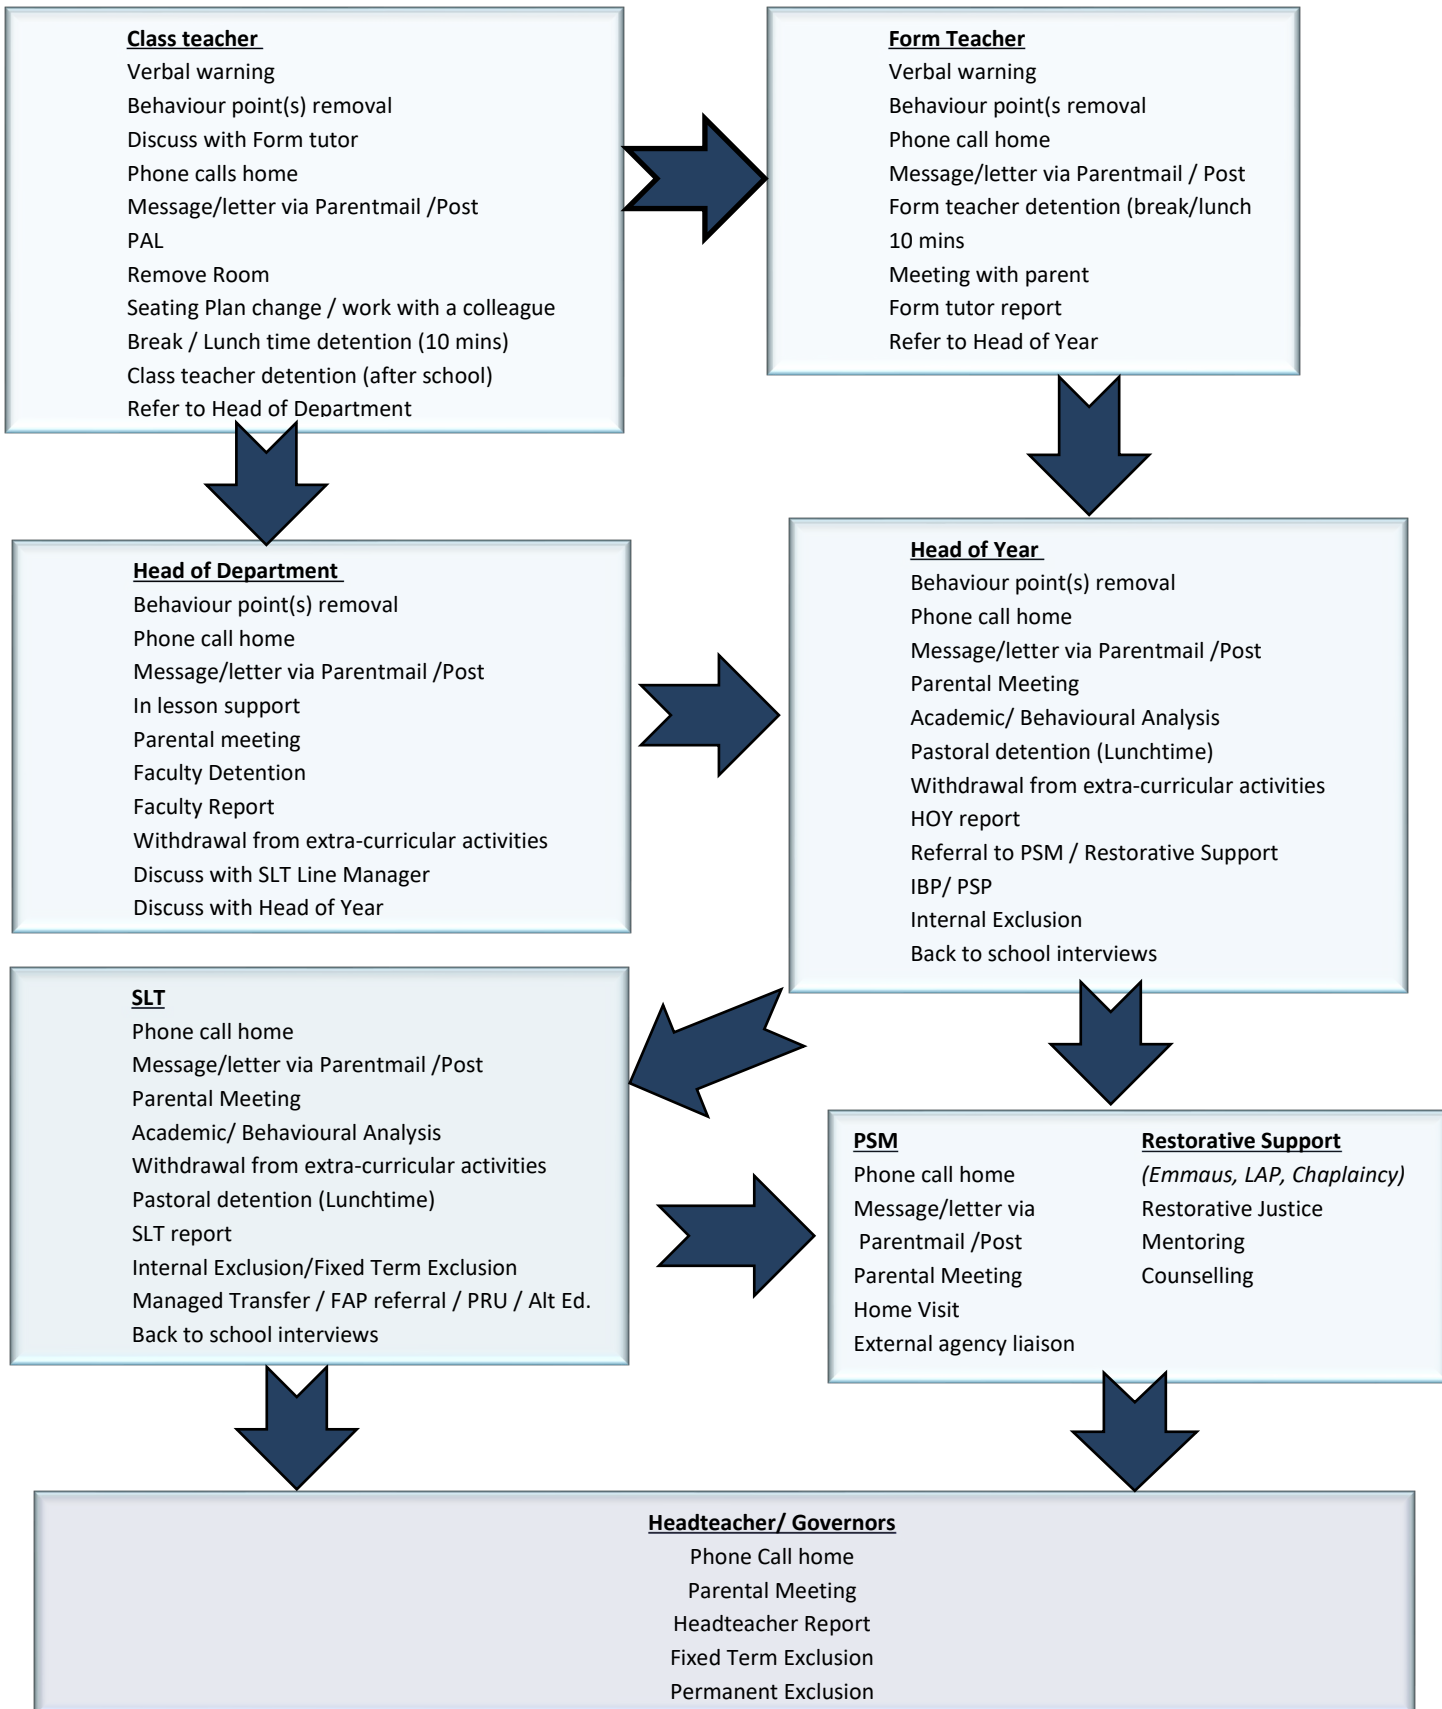 Class teacher
Verbal warning
Behaviour point(s) removal
Discuss with Form tutor
Phone calls home
Message/letter via Parentmail /Post
PAL
Remove Room
Seating Plan change / work with a colleague
Break / Lunch time detention (10 mins)
Class teacher detention (after school)
Refer to Head of Department
Form Teacher
Verbal warning
Behaviour point(s removal
Phone call home
Message/letter via Parentmail / Post
Form teacher detention (break/lunch
10 mins
Meeting with parent
Form tutor report
Refer to Head of Year
Head of Department
Behaviour point(s) removal
Phone call home
Message/letter via Parentmail /Post
In lesson support
Parental meeting
Faculty Detention
Faculty Report
Withdrawal from extra-curricular activities
Discuss with SLT Line Manager
Discuss with Head of Year
Head of Year
Behaviour point(s) removal
Phone call home
Message/letter via Parentmail /Post
Parental Meeting
Academic/ Behavioural Analysis
Pastoral detention (Lunchtime)
Withdrawal from extra-curricular activities
HOY report
Referral to PSM / Restorative Support
IBP/ PSP
Internal Exclusion
Back to school interviews
SLT
Phone call home
Message/letter via Parentmail /Post
Parental Meeting
Academic/ Behavioural Analysis
Withdrawal from extra-curricular activities
Pastoral detention (Lunchtime)
SLT report
Internal Exclusion/Fixed Term Exclusion
Managed Transfer / FAP referral / PRU / Alt Ed.
Back to school interviews
PSM
Phone call home
Message/letter via
Parentmail /Post
Parental Meeting
Home Visit
External agency liaison
Restorative Support
(Emmaus, LAP, Chaplaincy)
Restorative Justice
Mentoring
Counselling
Headteacher/ Governors
Phone Call home
Parental Meeting
Headteacher Report
Fixed Term Exclusion
Permanent Exclusion